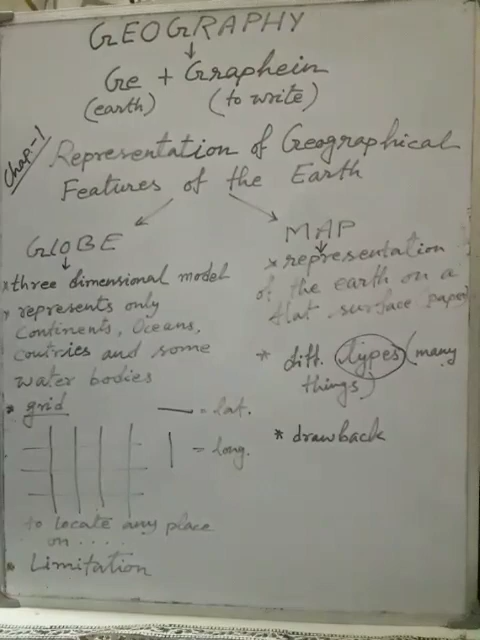 GEOGRAPHY
Ge + Graphein
(earth) (to write)
Chap-1
Representation of Geographical
Features of the Earth
GLOBE
* three dimensional model
* represents only
Continents, Oceans,
coutries and some
water bodies
* grid
— = lat.
| = long.
to locate any place
on .....
* Limitation
MAP
* representation
of the earth on a
flat surface paper
* diff. types (many
things)
* drawback